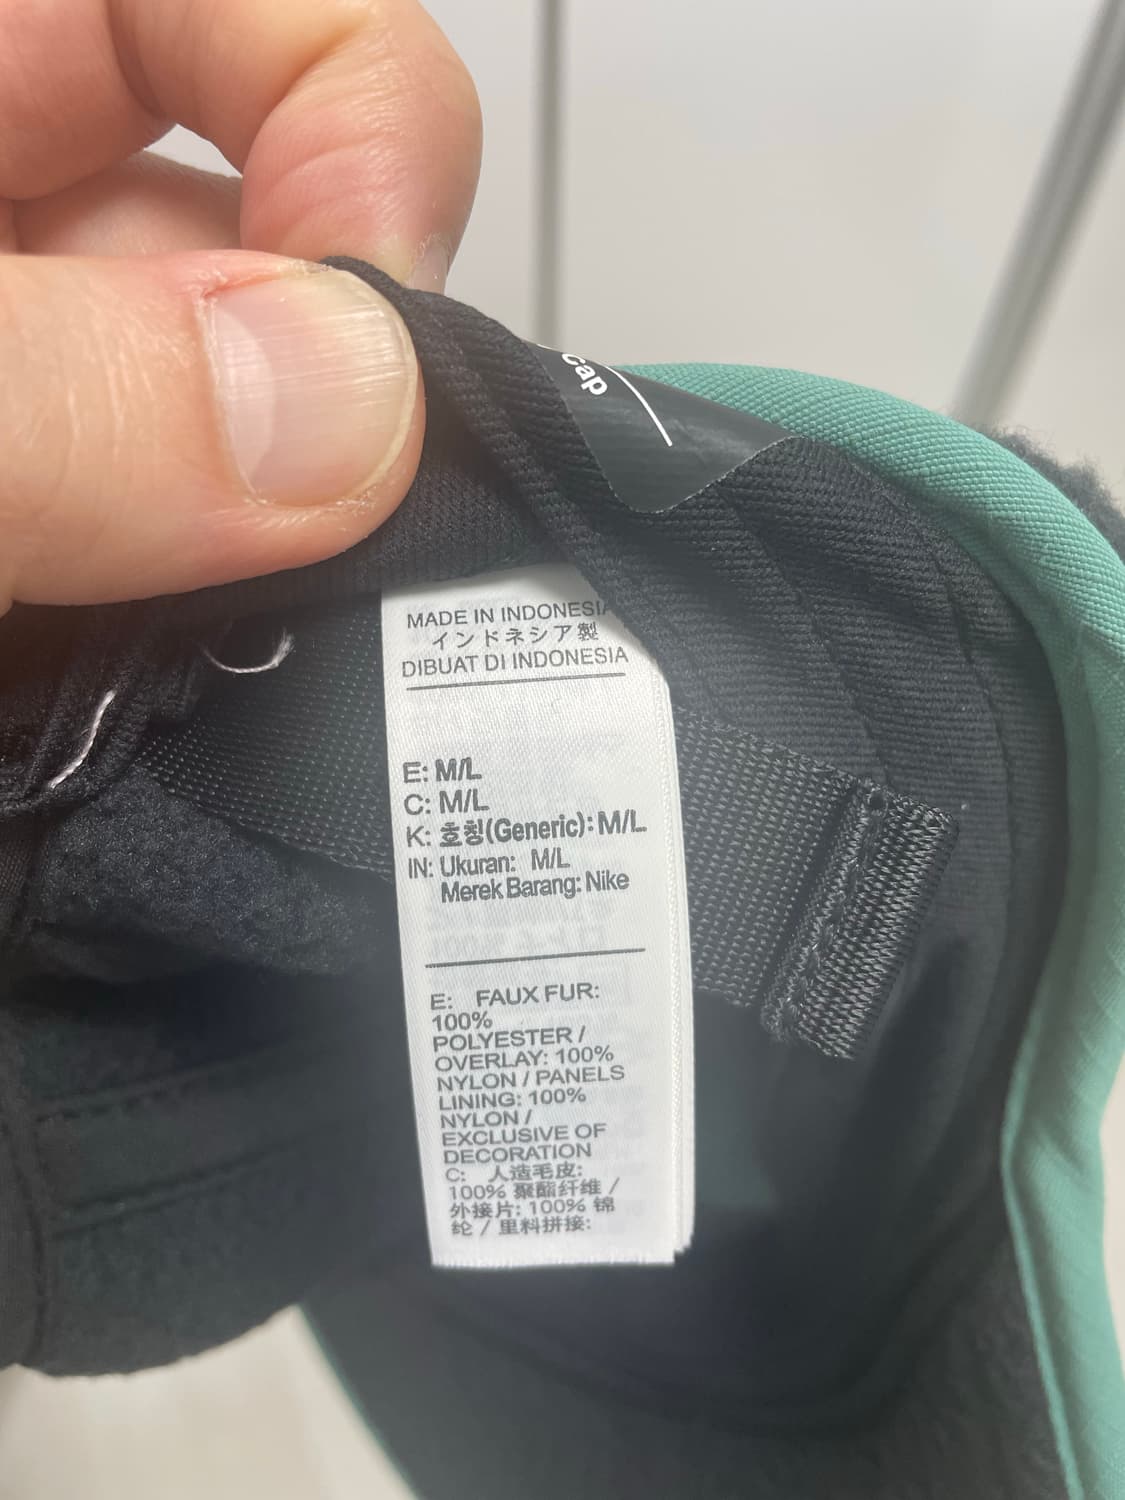 Cap
MADE IN INDONESIA
インドネシア製
DIBUAT DI INDONESIA
E: M/L
C: M/L
K: 호칭(Generic): M/L
IN: Ukuran: M/L
Merek Barang: Nike
E: FAUX FUR:
100%
POLYESTER /
OVERLAY: 100%
NYLON / PANELS
LINING: 100%
NYLON /
EXCLUSIVE OF
DECORATION
C: 人造毛皮:
100% 聚酯纤维 /
外接片: 100% 锦
纶 / 里料拼接: